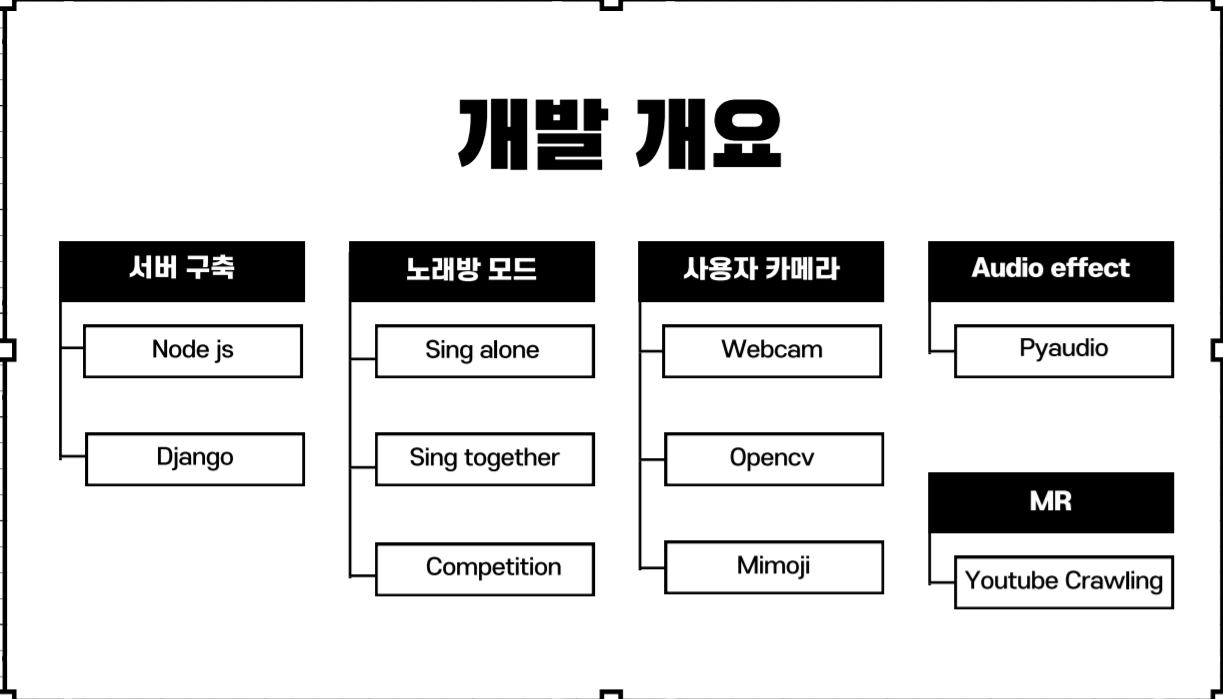 개발 개요
서버 구축
Node js
Django
노래방 모드
Sing alone
Sing together
Competition
사용자 카메라
Webcam
Opencv
Mimoji
Audio effect
Pyaudio
MR
Youtube Crawling